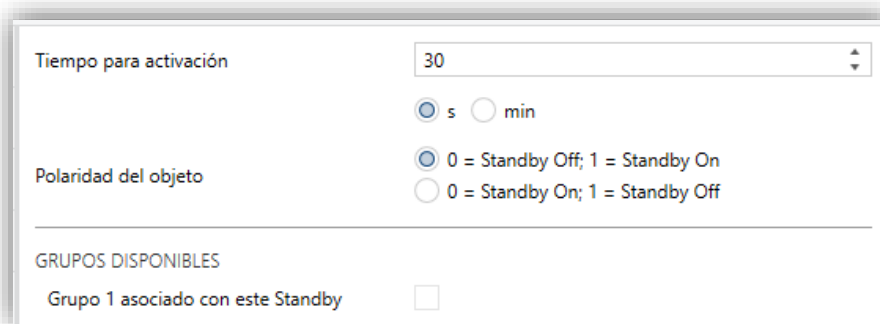 Tiempo para activación 30
s min
0 = Standby Off; 1 = Standby On
Polaridad del objeto
0 = Standby On; 1 = Standby Off
GRUPOS DISPONIBLES
Grupo 1 asociado con este Standby